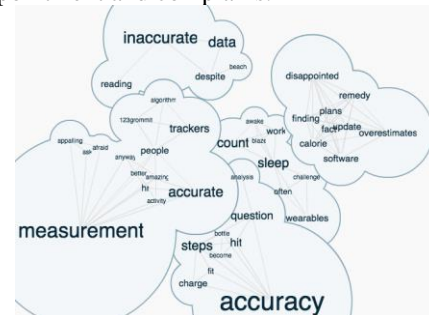 inaccurate
data
beach
reading
despite
disappointed
algorithm
remedy
123grommit
trackers
plans
finding
update
awake
work
overestimates
appealing
count
blaze
calorie
software
afraid
people
anyway
sleep
better
amazing
analysis
challenge
accurate
often
activity
question
wearables
measurement
bottle
steps
hit
become
fit
charge
accuracy